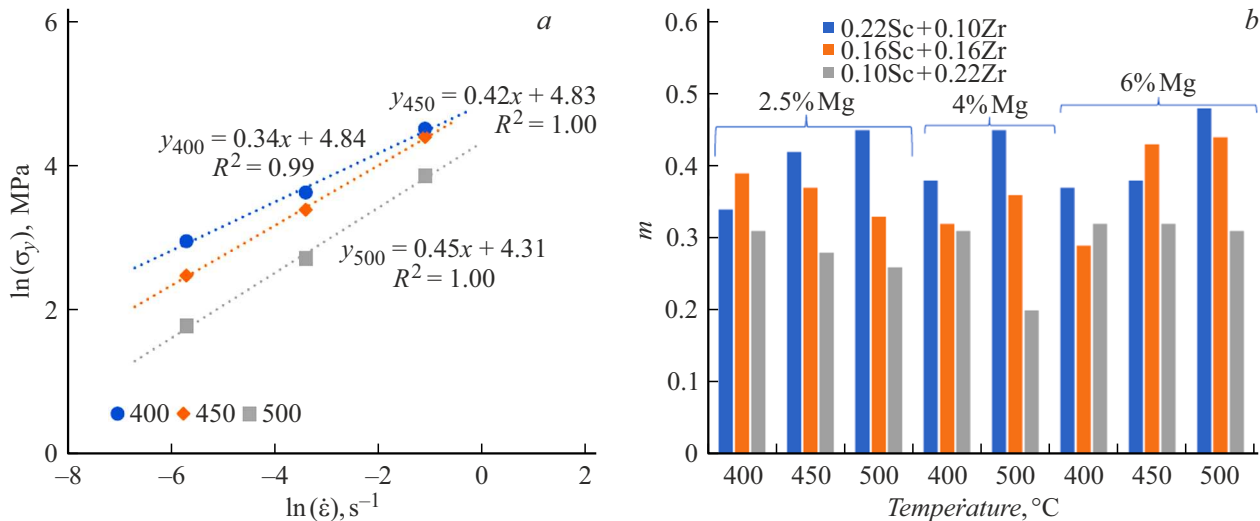 a
6
4
2
0
ln(σy), MPa
y450 = 0.42x + 4.83
R² = 1.00
y400 = 0.34x + 4.84
R² = 0.99
y500 = 0.45x + 4.31
R² = 1.00
400 450 500
–8 –6 –4 –2 0 2
ln(ε̇), s⁻¹
b
0.6
0.5
0.4
0.3
0.2
0.1
0
m
0.22Sc+0.10Zr
0.16Sc+0.16Zr
0.10Sc+0.22Zr
2.5% Mg
4% Mg
6% Mg
400 450 500 400 500 400 450 500
Temperature, °C